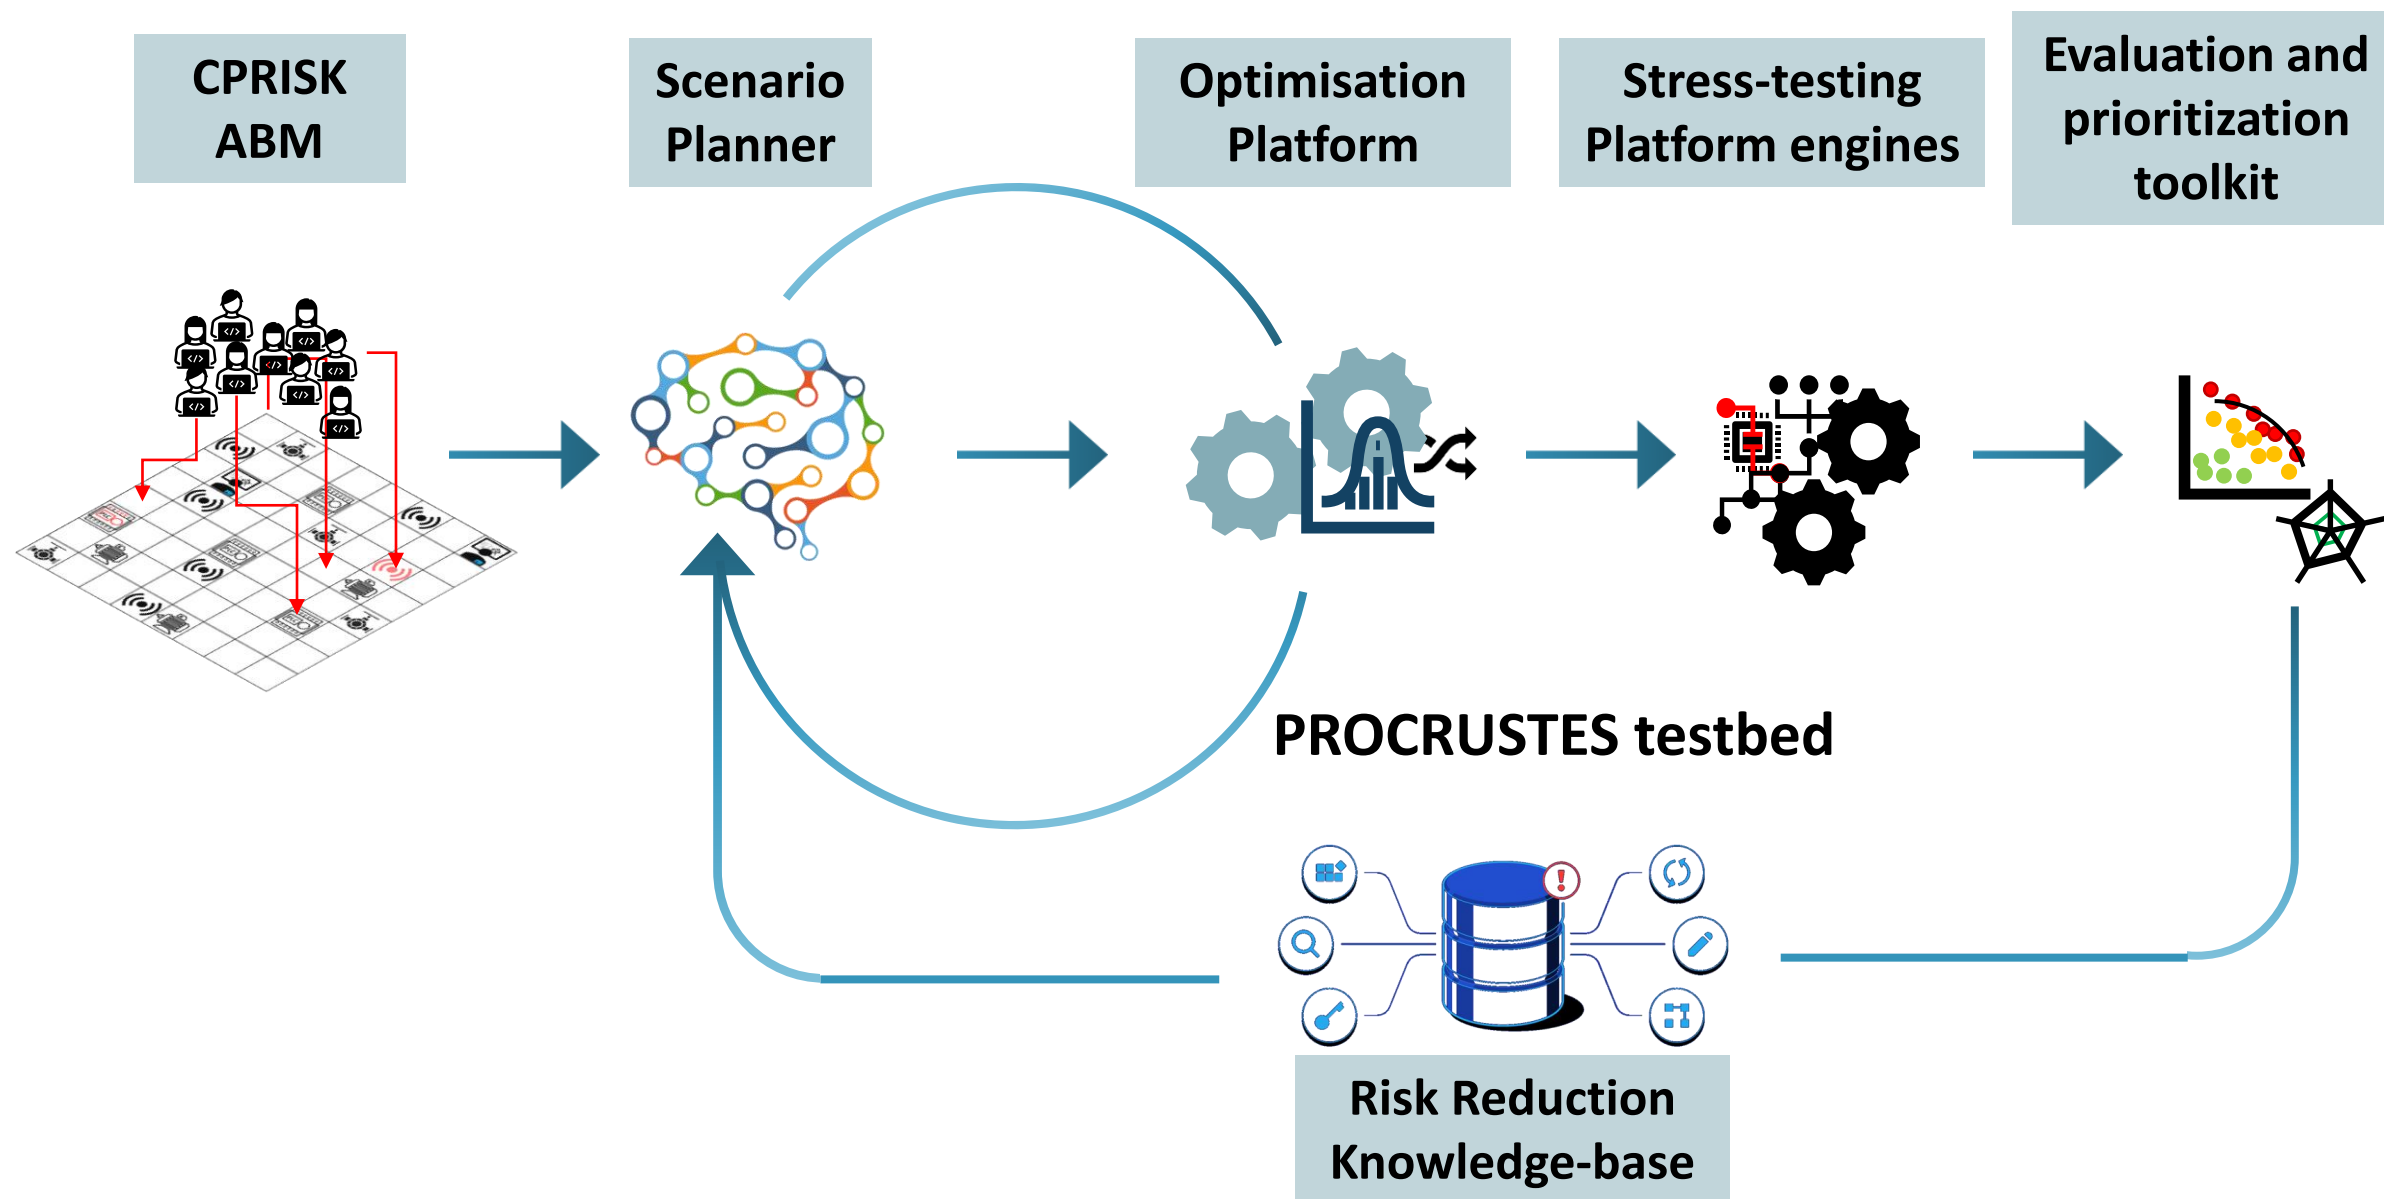 CPRISK
ABM
Scenario
Planner
Optimisation
Platform
Stress-testing
Platform engines
Evaluation and
prioritization
toolkit
PROCRUSTES testbed
Risk Reduction
Knowledge-base